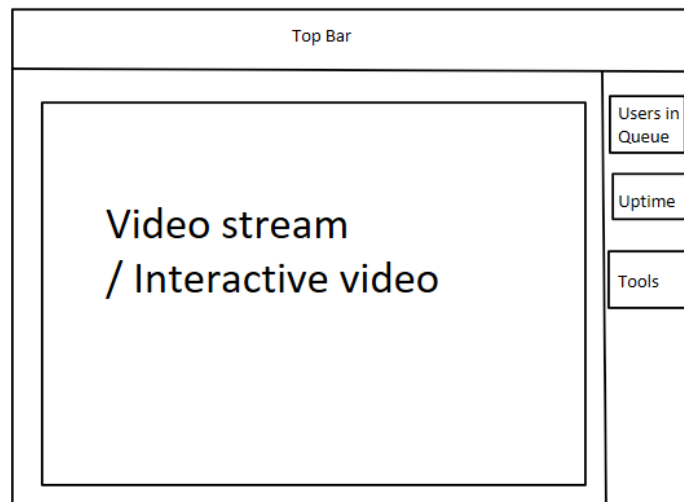 Top Bar
Users in
Queue
Video stream
/ Interactive video
Uptime
Tools